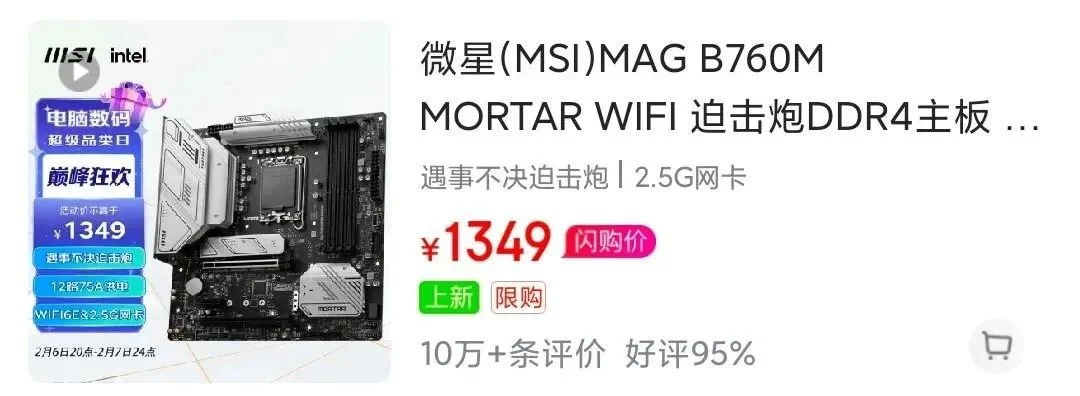 msi intel
电脑数码
超级品类日
巅峰狂欢
活动价不高于
¥1349
遇事不决迫击炮
12路75A供电
WIFI6E&2.5G网卡
2月6日20点-2月7日24点
MORTAR
微星(MSI)MAG B760M
MORTAR WIFI 迫击炮DDR4主板 ...
遇事不决迫击炮 | 2.5G网卡
¥1349 闪购价
上新 限购
10万+条评价 好评95%